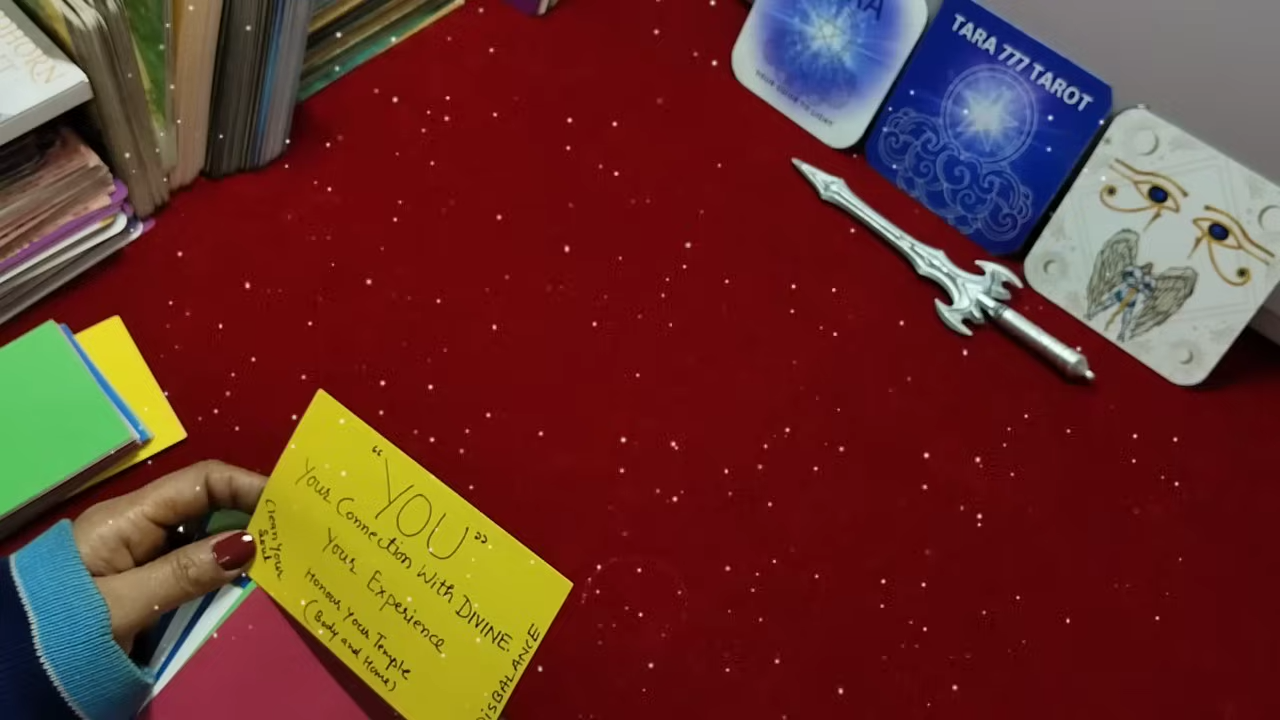 TARA 777 TAROT
"YOU"
Your Connection With DIVINE.
Your Experience
Honour Your Temple
(Body and Home)
Clean Your
Soul
DISBALANCE